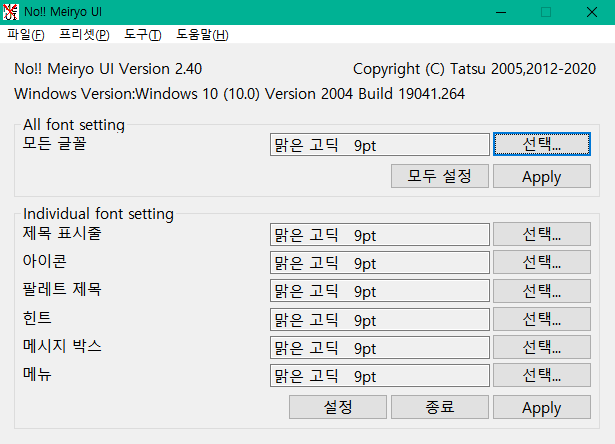 No!! Meiryo UI
파일(F) 프리셋(P) 도구(T) 도움말(H)
No!! Meiryo UI Version 2.40 Copyright (C) Tatsu 2005,2012-2020
Windows Version:Windows 10 (10.0) Version 2004 Build 19041.264
All font setting
모든 글꼴 맑은 고딕 9pt 선택...
모두 설정 Apply
Individual font setting
제목 표시줄 맑은 고딕 9pt 선택...
아이콘 맑은 고딕 9pt 선택...
팔레트 제목 맑은 고딕 9pt 선택...
힌트 맑은 고딕 9pt 선택...
메시지 박스 맑은 고딕 9pt 선택...
메뉴 맑은 고딕 9pt 선택...
설정 종료 Apply